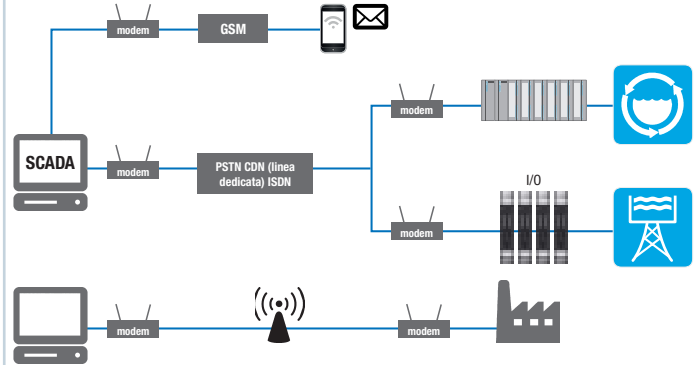 modem
GSM
modem
SCADA
modem
PSTN CDN (linea
dedicata) ISDN
I/O
modem
modem
modem